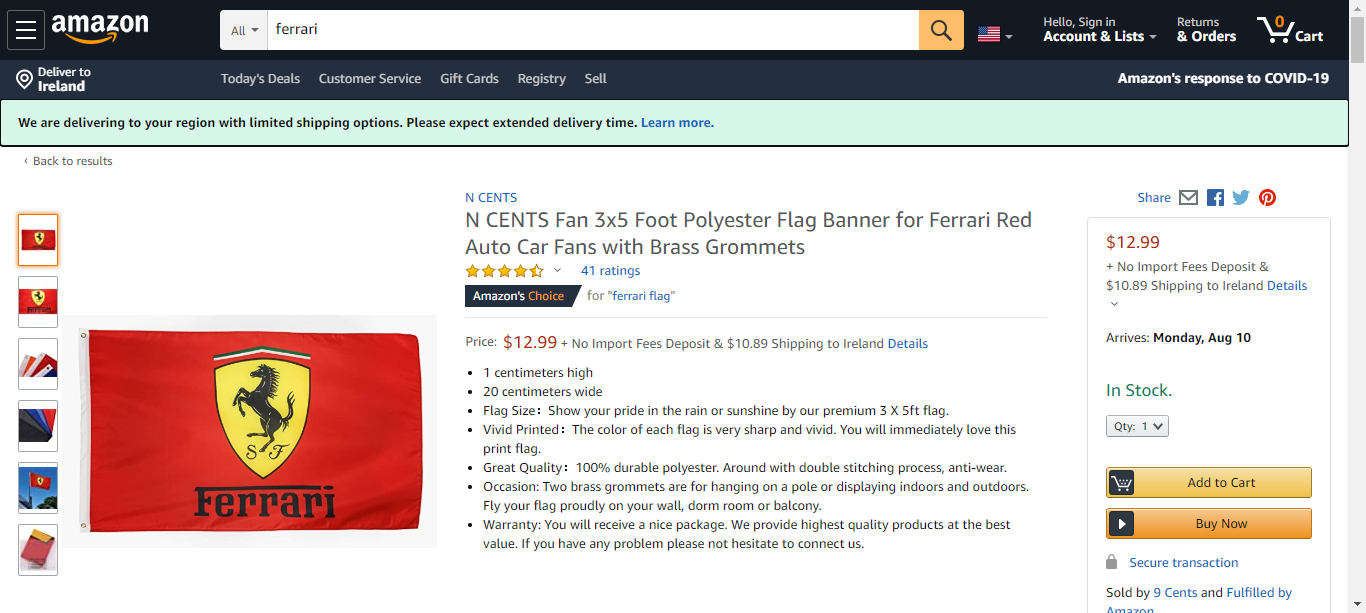 amazon
All
ferrari
Hello, Sign in
Account & Lists
Returns
& Orders
0
Cart
Deliver to
Ireland
Today's Deals
Customer Service
Gift Cards
Registry
Sell
Amazon's response to COVID-19
We are delivering to your region with limited shipping options. Please expect extended delivery time. Learn more.
‹ Back to results
S F
Ferrari
N CENTS
N CENTS Fan 3x5 Foot Polyester Flag Banner for Ferrari Red
Auto Car Fans with Brass Grommets
41 ratings
Amazon's Choice for "ferrari flag"
Price: $12.99 + No Import Fees Deposit & $10.89 Shipping to Ireland Details
• 1 centimeters high
• 20 centimeters wide
• Flag Size：Show your pride in the rain or sunshine by our premium 3 X 5ft flag.
• Vivid Printed：The color of each flag is very sharp and vivid. You will immediately love this
print flag.
• Great Quality：100% durable polyester. Around with double stitching process, anti-wear.
• Occasion: Two brass grommets are for hanging on a pole or displaying indoors and outdoors.
Fly your flag proudly on your wall, dorm room or balcony.
• Warranty: You will receive a nice package. We provide highest quality products at the best
value. If you have any problem please not hesitate to connect us.
Share
$12.99
+ No Import Fees Deposit &
$10.89 Shipping to Ireland Details
Arrives: Monday, Aug 10
In Stock.
Qty: 1
Add to Cart
Buy Now
Secure transaction
Sold by 9 Cents and Fulfilled by
Amazon.